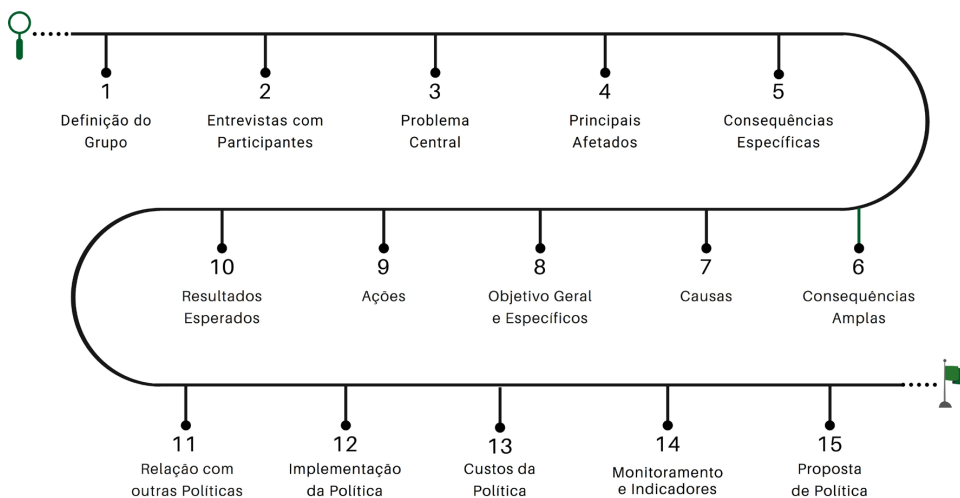 1
Definição do
Grupo
2
Entrevistas com
Participantes
3
Problema
Central
4
Principais
Afetados
5
Consequências
Específicas
6
Consequências
Amplas
7
Causas
8
Objetivo Geral
e Específicos
9
Ações
10
Resultados
Esperados
11
Relação com
outras Políticas
12
Implementação
da Política
13
Custos da
Política
14
Monitoramento
e Indicadores
15
Proposta
de Política